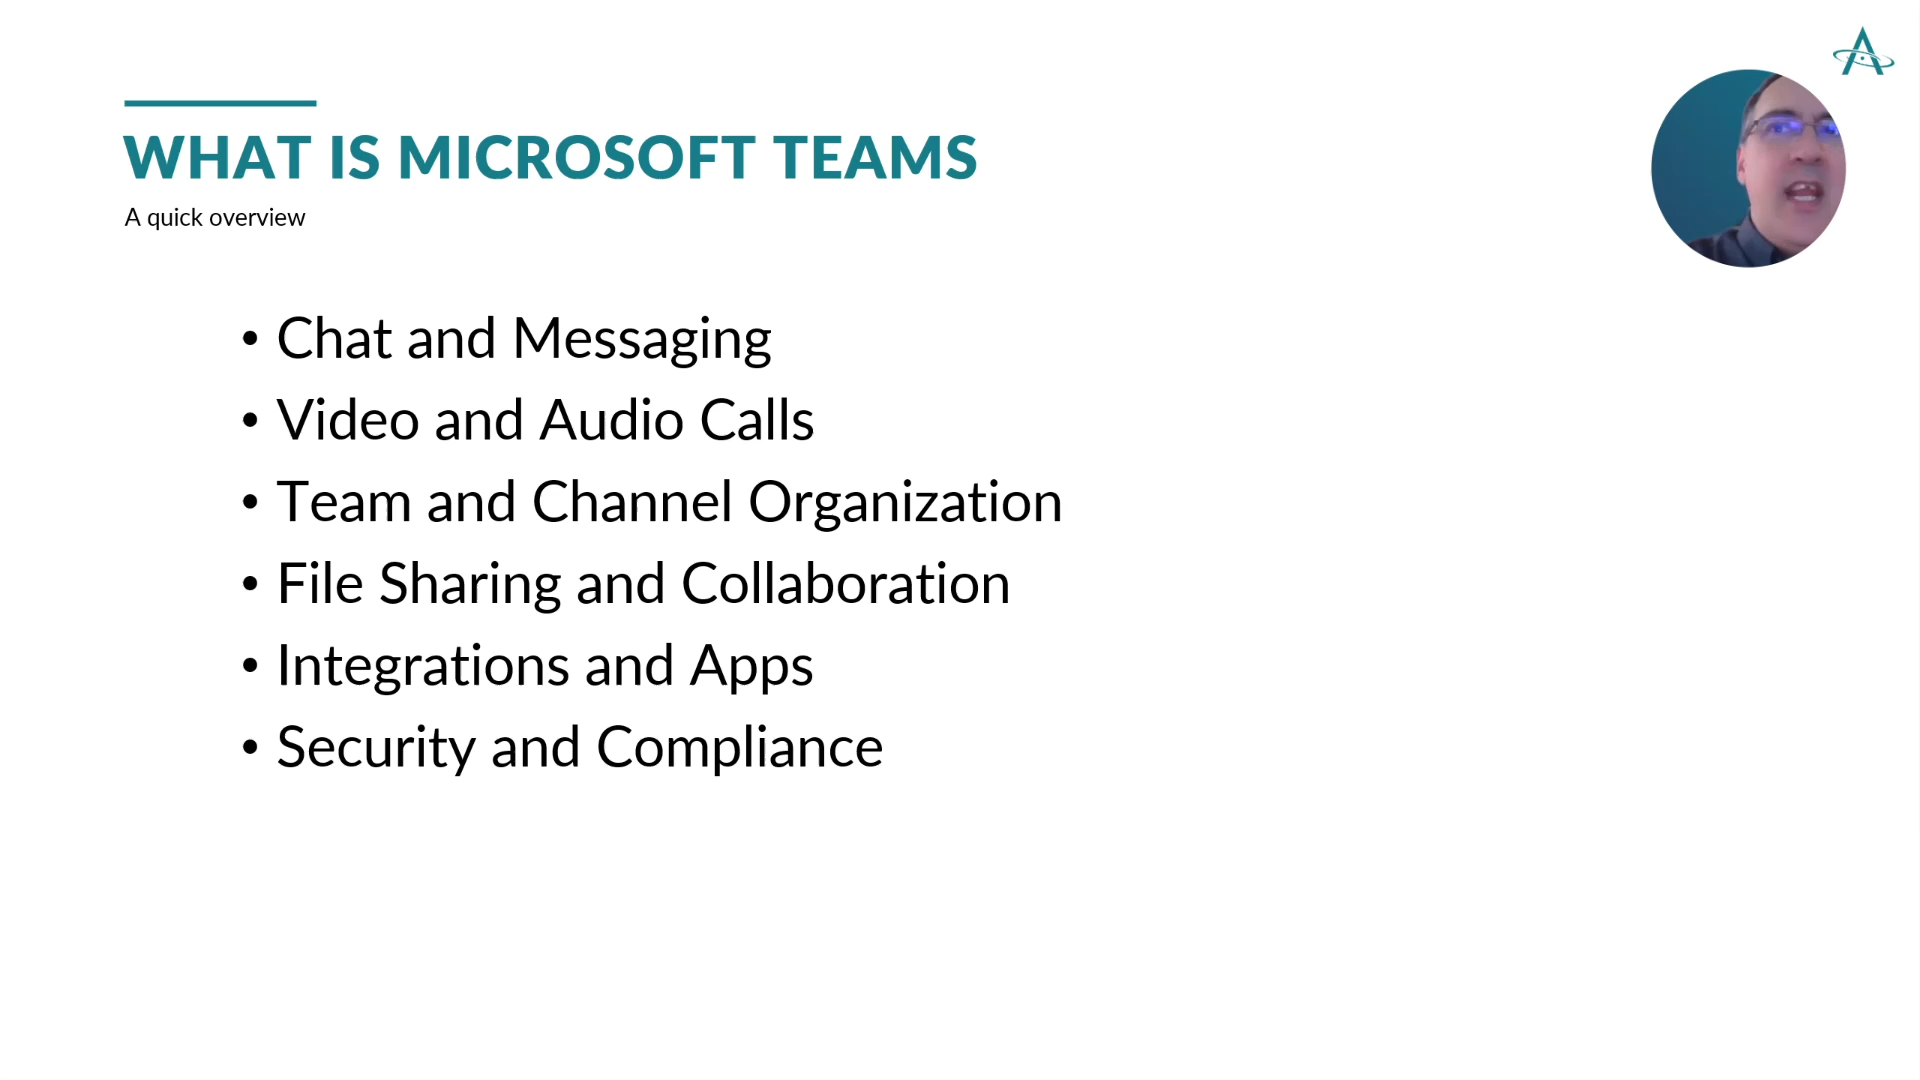 WHAT IS MICROSOFT TEAMS
A quick overview
• Chat and Messaging
• Video and Audio Calls
• Team and Channel Organization
• File Sharing and Collaboration
• Integrations and Apps
• Security and Compliance